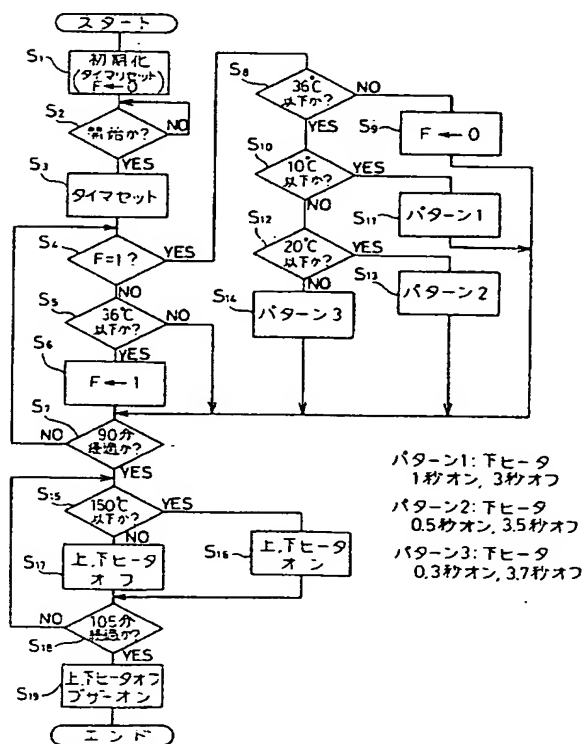 スタート
S1
初期化
(タイマリセット
F←0)
S2
開始か?
NO
YES
S3
タイマセット
S4
F=1?
YES
NO
S5
36℃
以下か?
NO
YES
S6
F←1
S7
90分
経過か?
NO
YES
S8
36℃
以下か?
NO
YES
S9
F←0
S10
10℃
以下か?
YES
NO
S11
パターン1
S12
20℃
以下か?
YES
NO
S13
パターン2
S14
パターン3
S15
150℃
以下か?
YES
NO
S16
上,下ヒータ
オン
S17
上,下ヒータ
オフ
S18
105分
経過か?
NO
YES
S19
上,下ヒータオフ
ブザーオン
エンド
パターン1:下ヒータ
1秒オン,3秒オフ
パターン2:下ヒータ
0.5秒オン,3.5秒オフ
パターン3:下ヒータ
0.3秒オン,3.7秒オフ